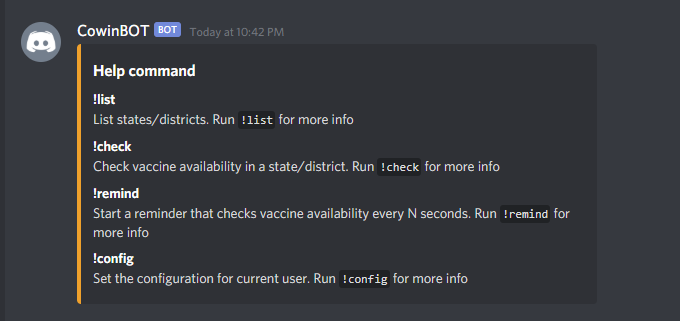 CowinBOT BOT Today at 10:42 PM
Help command
!list
List states/districts. Run !list for more info
!check
Check vaccine availability in a state/district. Run !check for more info
!remind
Start a reminder that checks vaccine availability every N seconds. Run !remind for
more info
!config
Set the configuration for current user. Run !config for more info